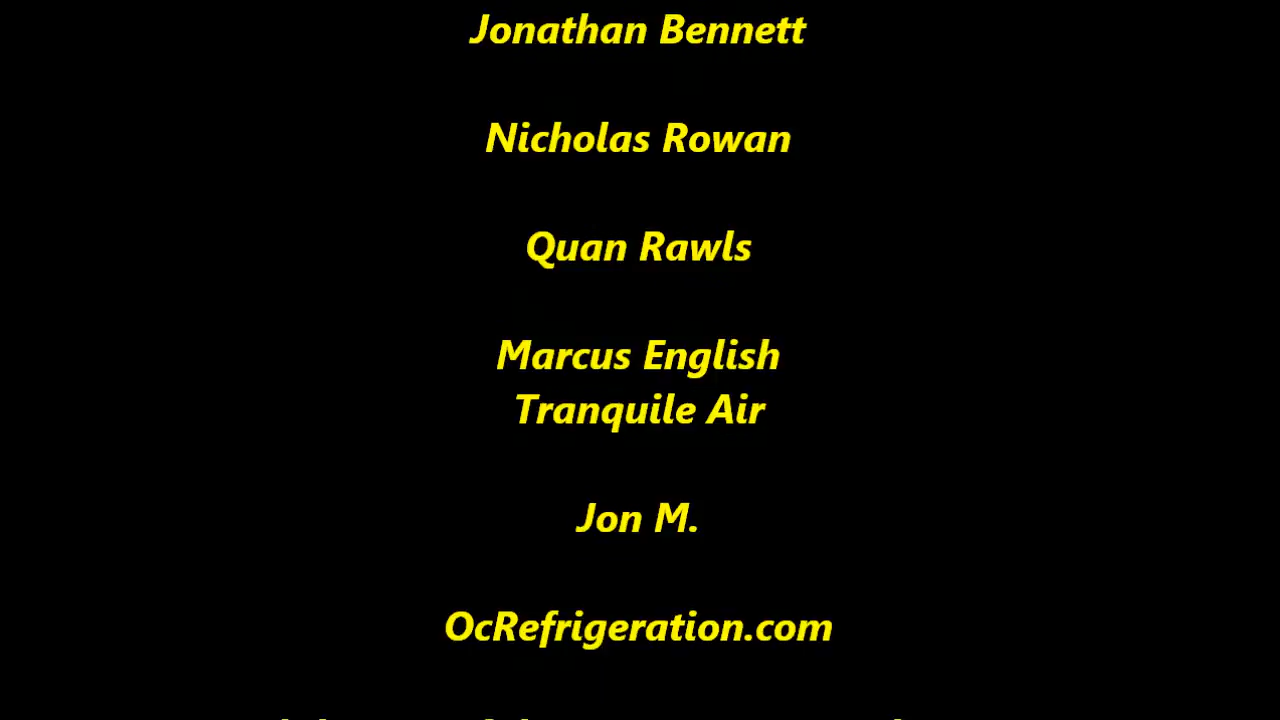 Jonathan Bennett
Nicholas Rowan
Quan Rawls
Marcus English
Tranquile Air
Jon M.
OcRefrigeration.com